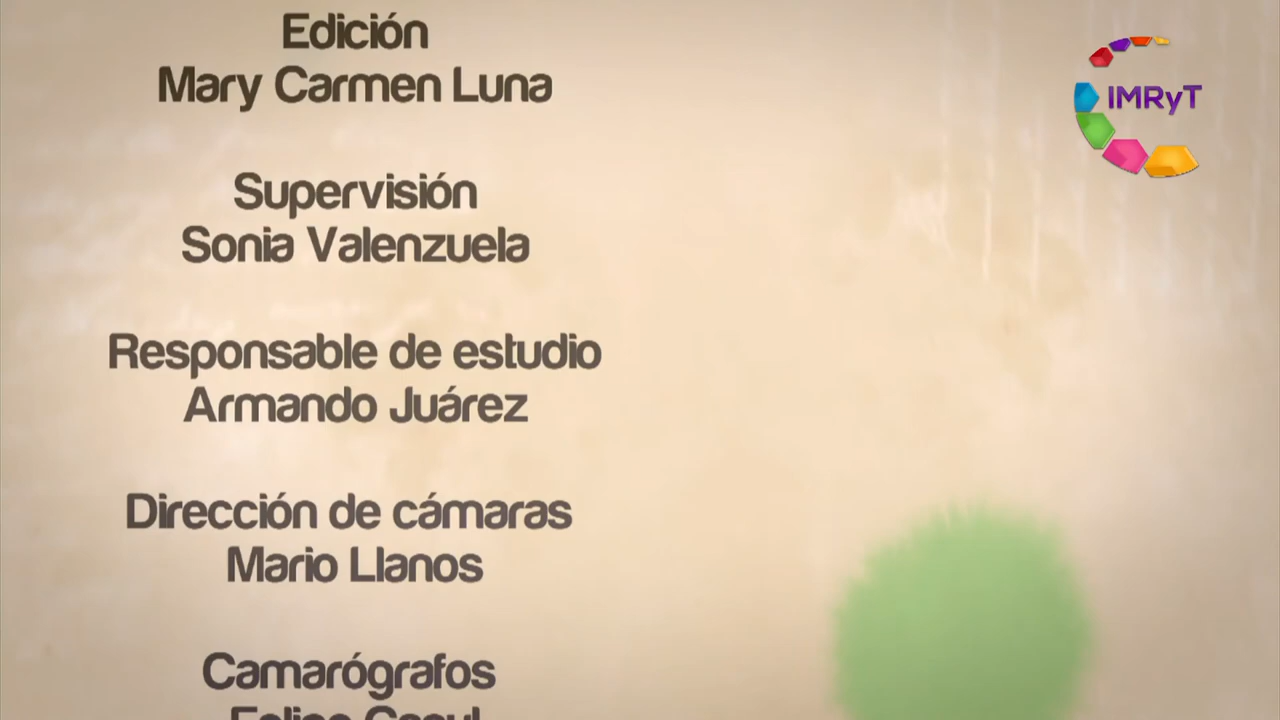 Edición
Mary Carmen Luna
IMRyT
Supervisión
Sonia Valenzuela
Responsable de estudio
Armando Juárez
Dirección de cámaras
Mario Llanos
Camarógrafos